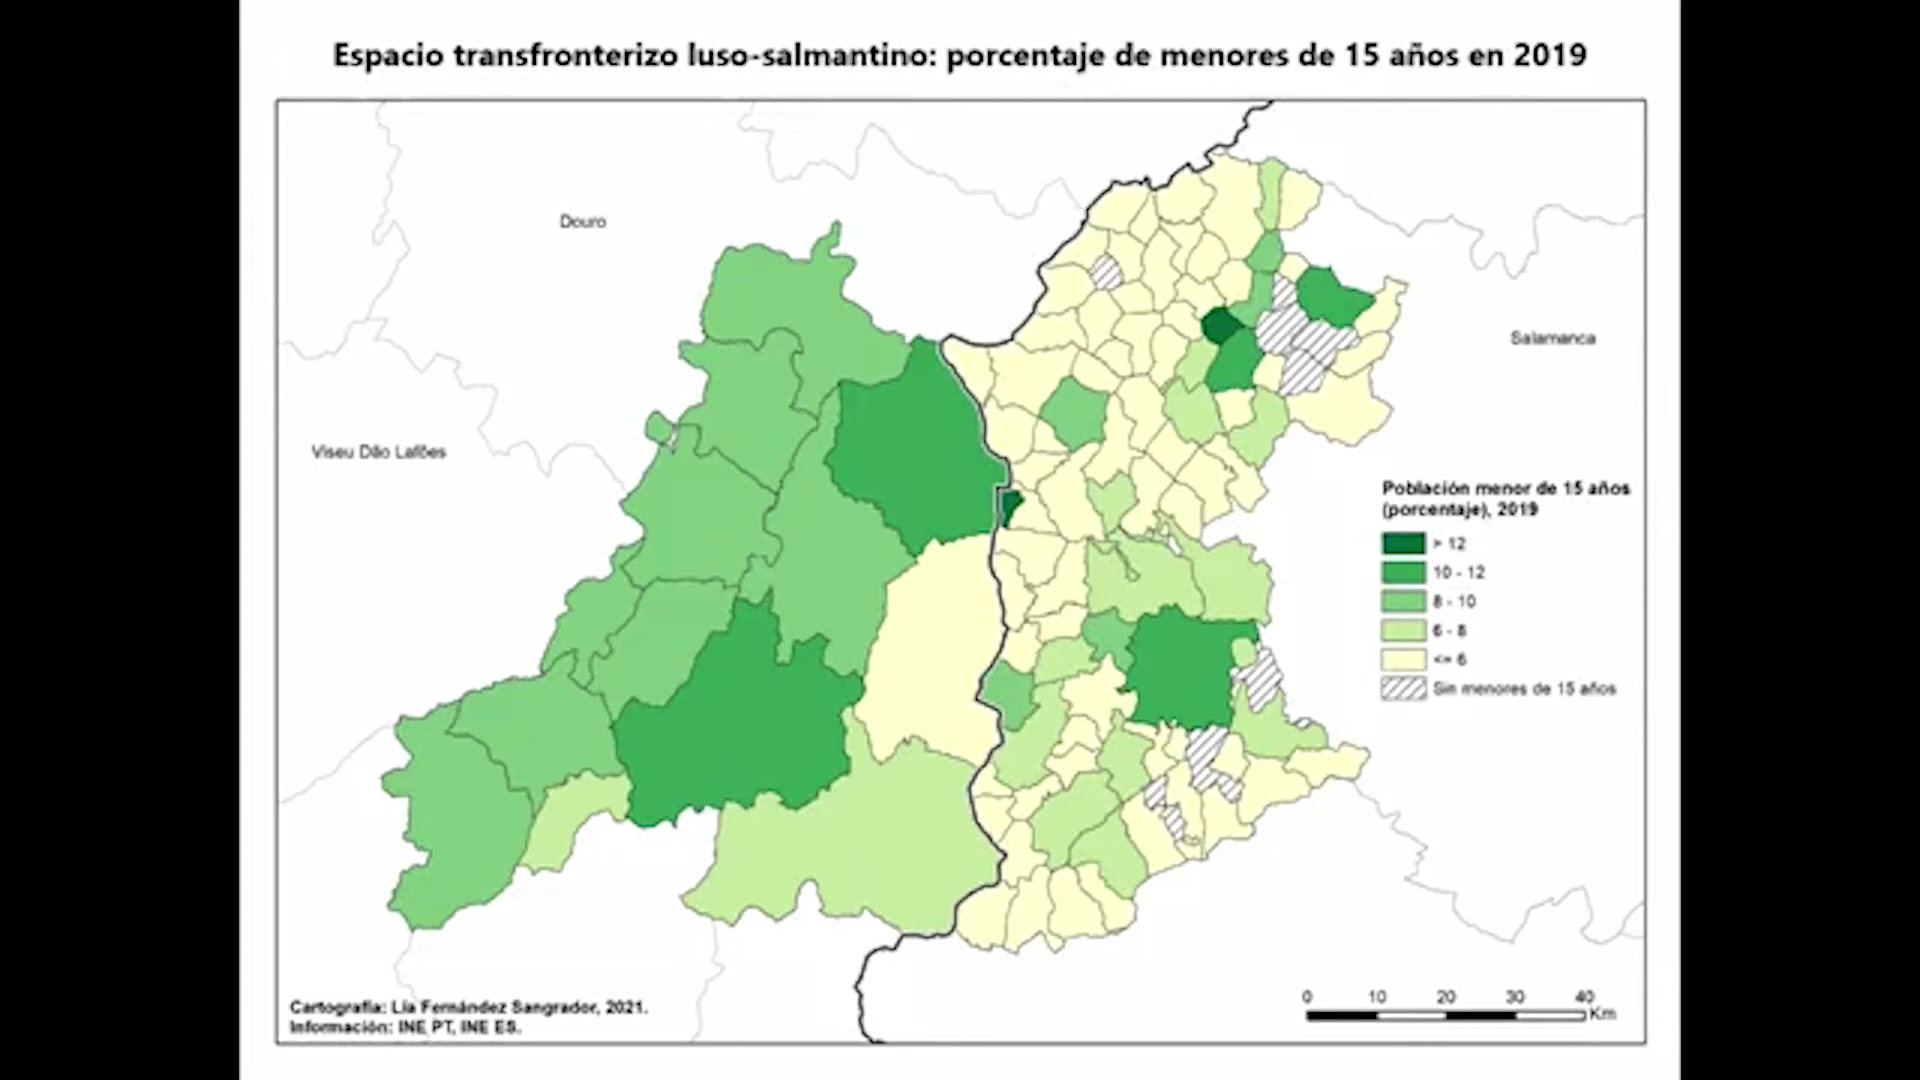 Espacio transfronterizo luso-salmantino: porcentaje de menores de 15 años en 2019
Douro
Salamanca
Viseu Dão Lafões
Población menor de 15 años
(porcentaje), 2019
> 12
10 - 12
8 - 10
6 - 8
<= 6
Sin menores de 15 años
Cartografía: Lía Fernández Sangrador, 2021.
Información: INE PT, INE ES.
0 10 20 30 40
Km